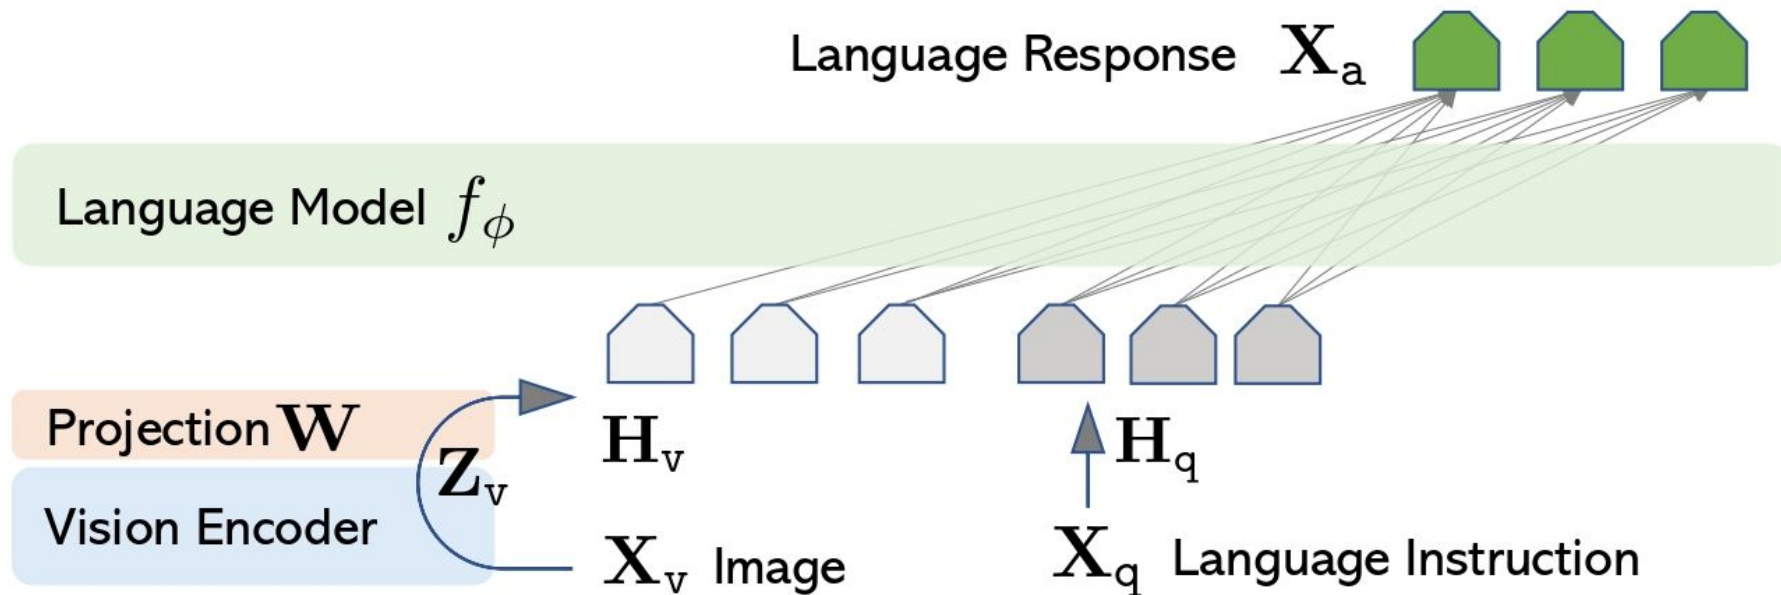 Language Response X_a
Language Model f_ϕ
Projection W
Z_v
H_v
H_q
Vision Encoder
X_v Image
X_q Language Instruction